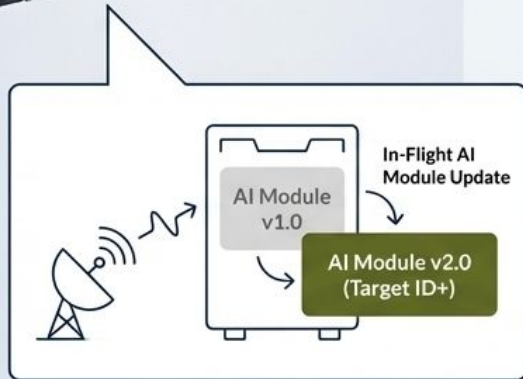 In-Flight AI
Module Update
AI Module
v1.0
AI Module v2.0
(Target ID+)